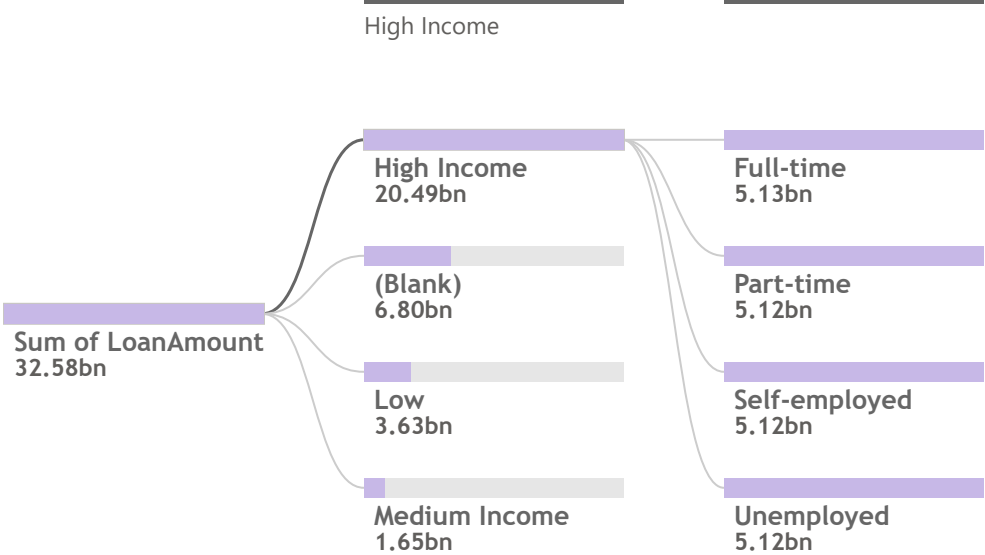 High Income
Sum of LoanAmount
32.58bn
High Income
20.49bn
(Blank)
6.80bn
Low
3.63bn
Medium Income
1.65bn
Full-time
5.13bn
Part-time
5.12bn
Self-employed
5.12bn
Unemployed
5.12bn